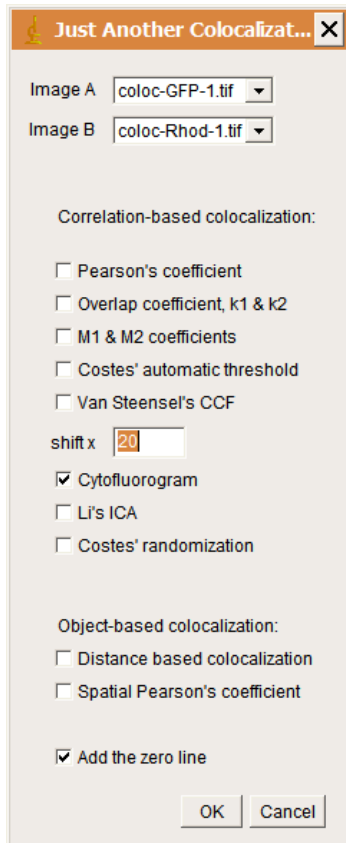 Just Another Colocalizat...
Image A coloc-GFP-1.tif
Image B coloc-Rhod-1.tif
Correlation-based colocalization:
Pearson's coefficient
Overlap coefficient, k1 & k2
M1 & M2 coefficients
Costes' automatic threshold
Van Steensel's CCF
shift x 20
Cytofluorogram
Li's ICA
Costes' randomization
Object-based colocalization:
Distance based colocalization
Spatial Pearson's coefficient
Add the zero line
OK Cancel